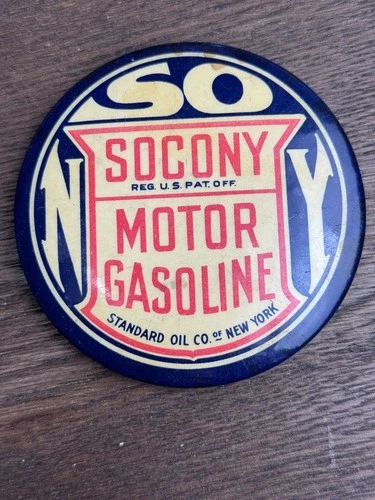 SO
N Y
SOCONY
REG. U.S. PAT. OFF.
MOTOR
GASOLINE
STANDARD OIL CO. OF NEW YORK